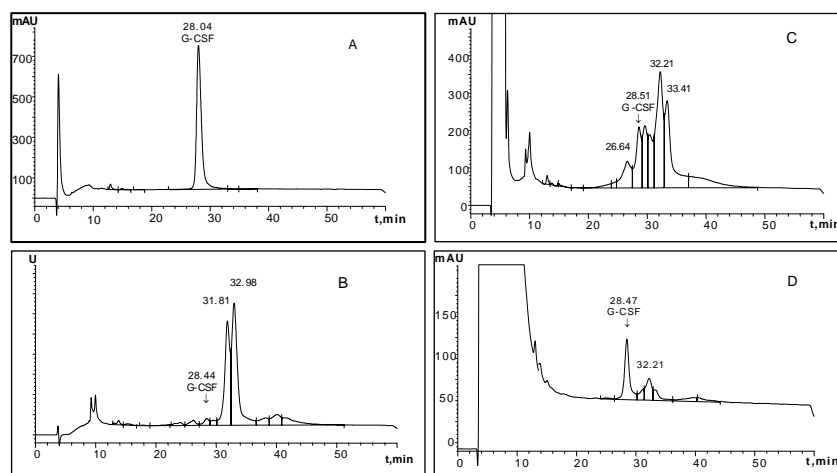 mAU
28.04
G-CSF
A
700
500
300
100
0 10 20 30 40 50
t,min
mAU
C
400
32.21
300
28.51
G -CSF
33.41
200
26.64
100
0
0 10 20 30 40 50
t,min
U
B
32.98
31.81
28.44
G-CSF
0 10 20 30 40 50
t,min
mAU
D
28.47
G-CSF
150
100
32.21
50
0
0 10 20 30 40 50
t,min